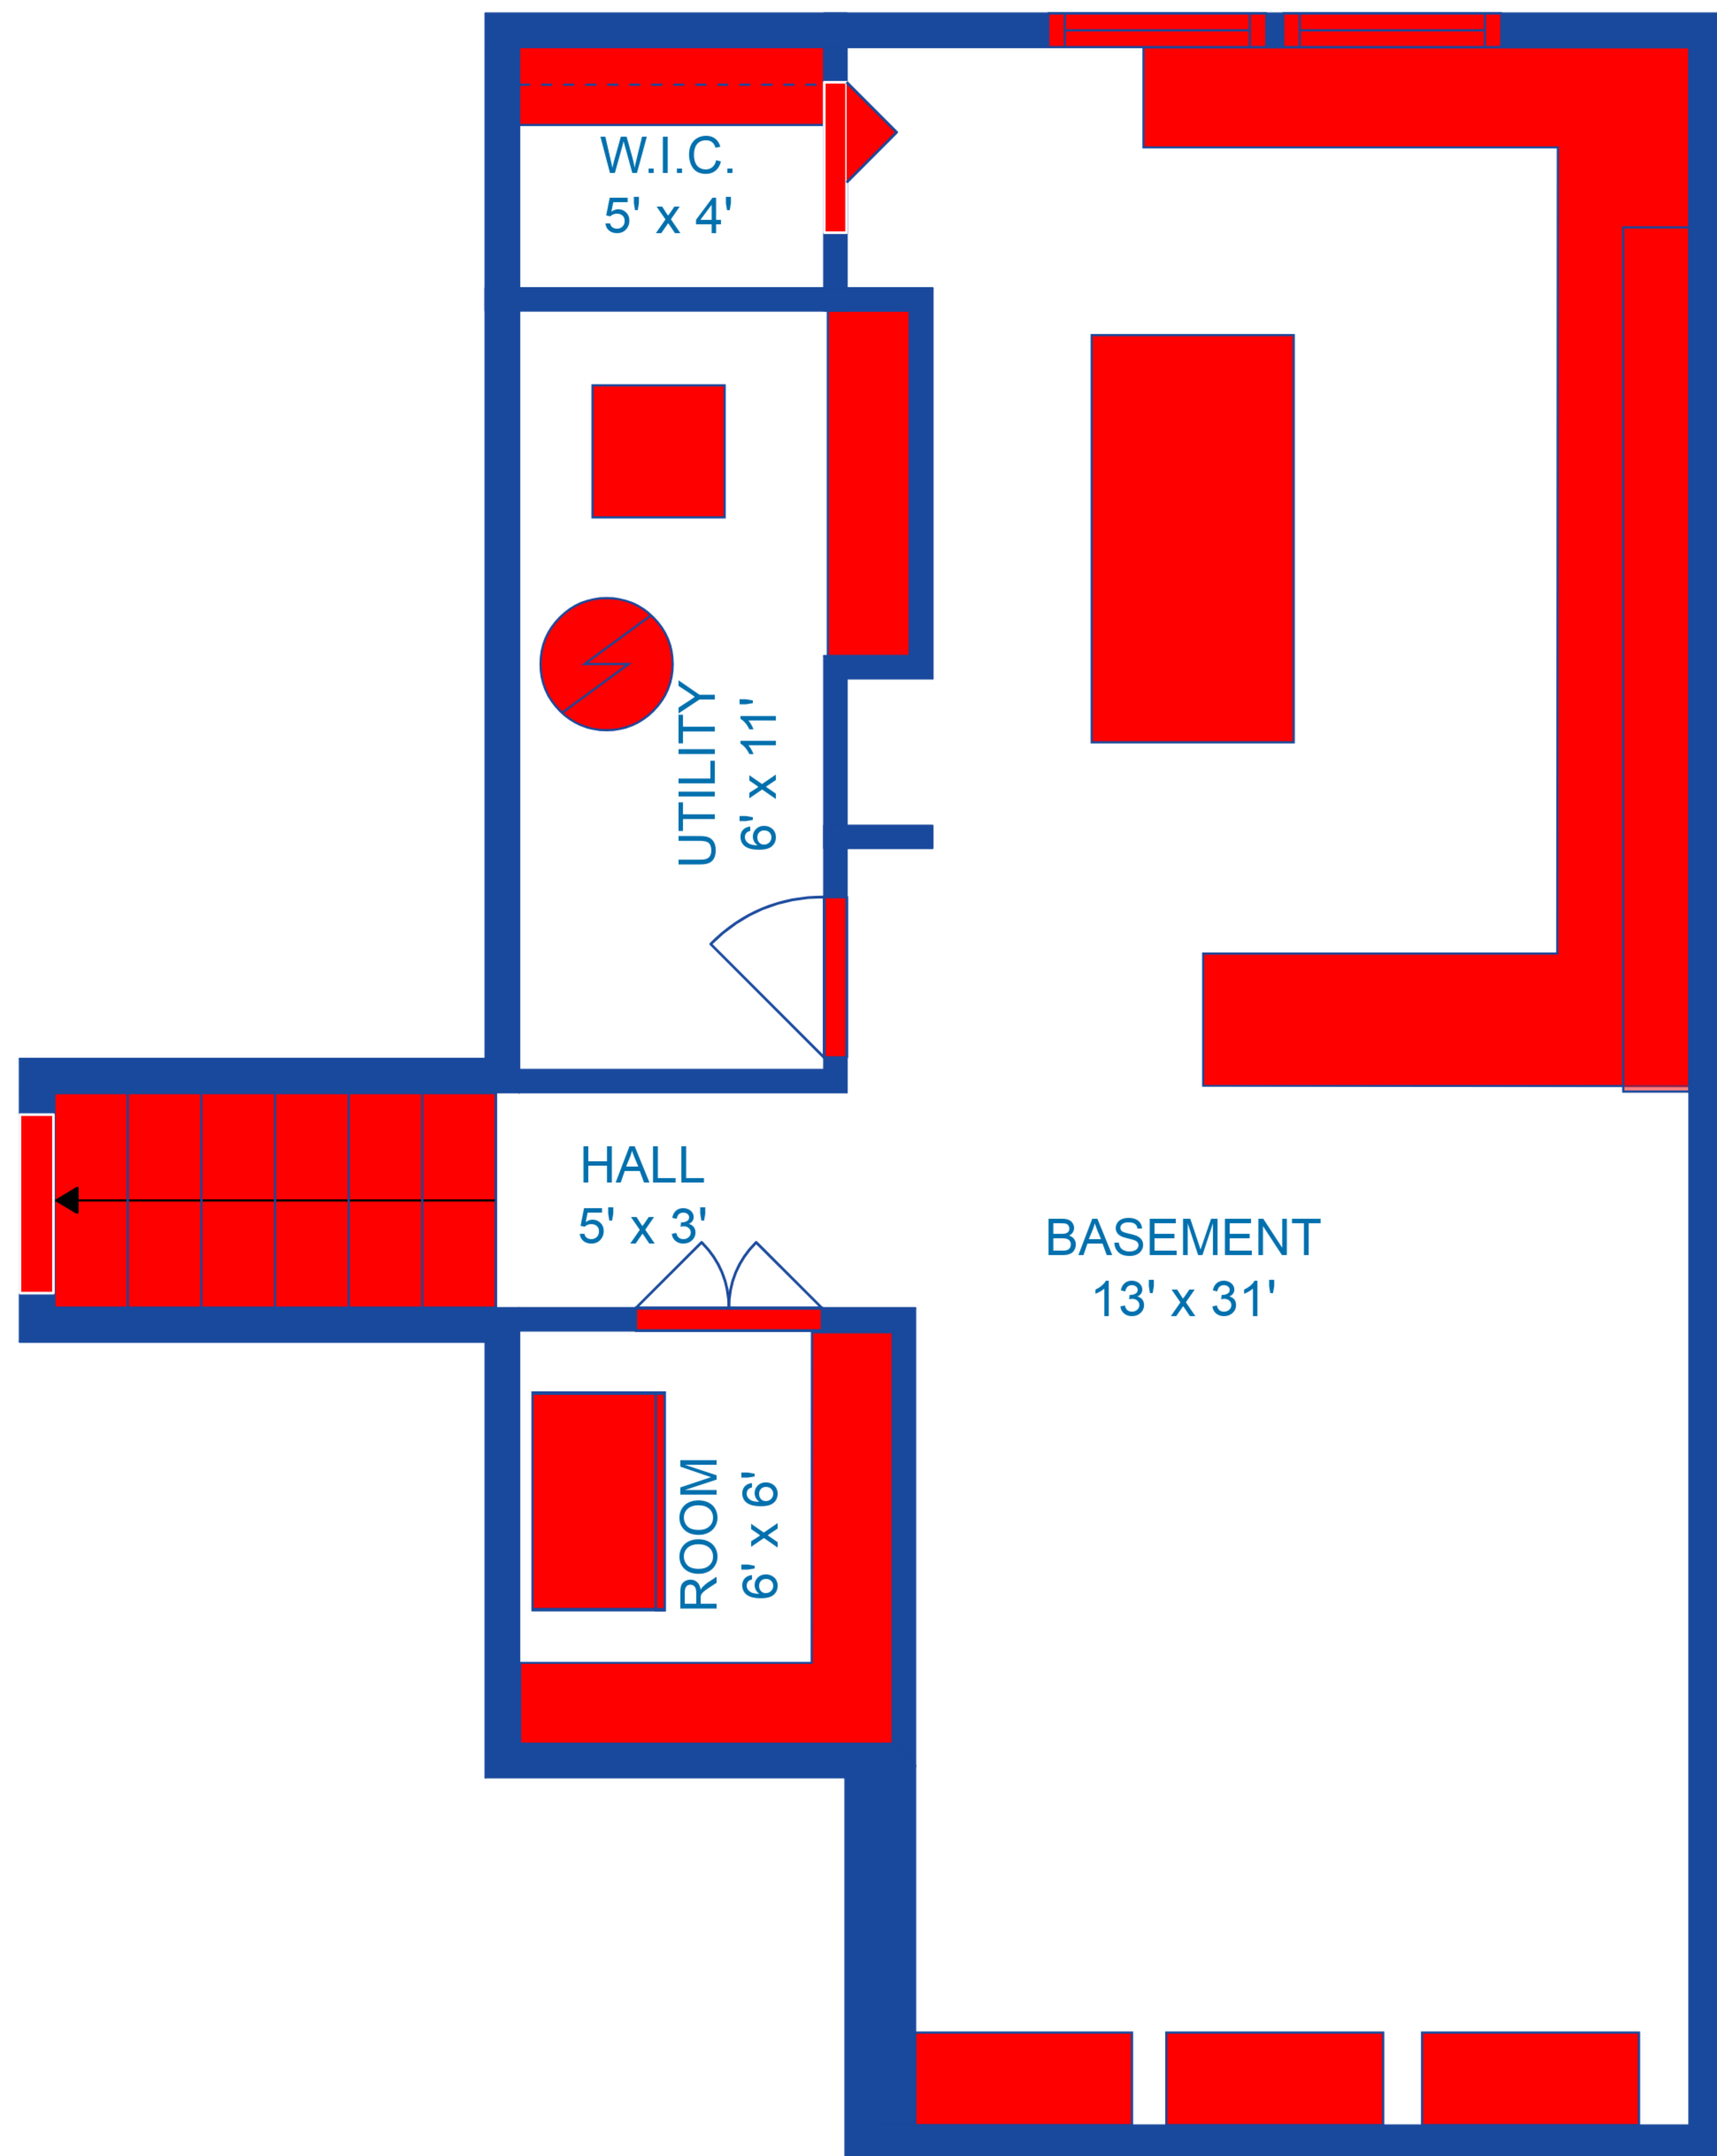 W.I.C.
5' x 4'
UTILITY
6' x 11'
HALL
5' x 3'
BASEMENT
13' x 31'
ROOM
6' x 6'